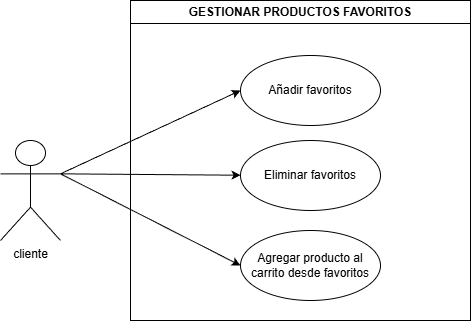 GESTIONAR PRODUCTOS FAVORITOS
Añadir favoritos
Eliminar favoritos
cliente
Agregar producto al
carrito desde favoritos